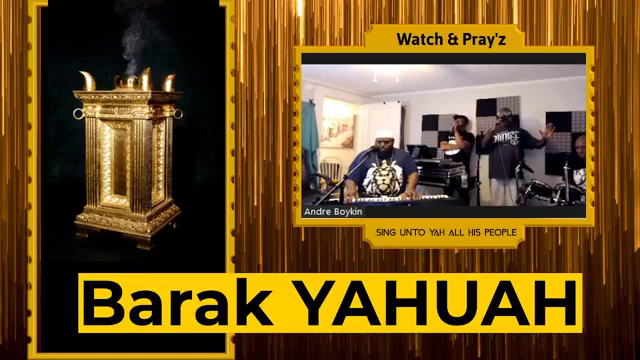 Watch & Pray'z
Andre Boykin
SING UNTO YAH ALL HIS PEOPLE
Barak YAHUAH